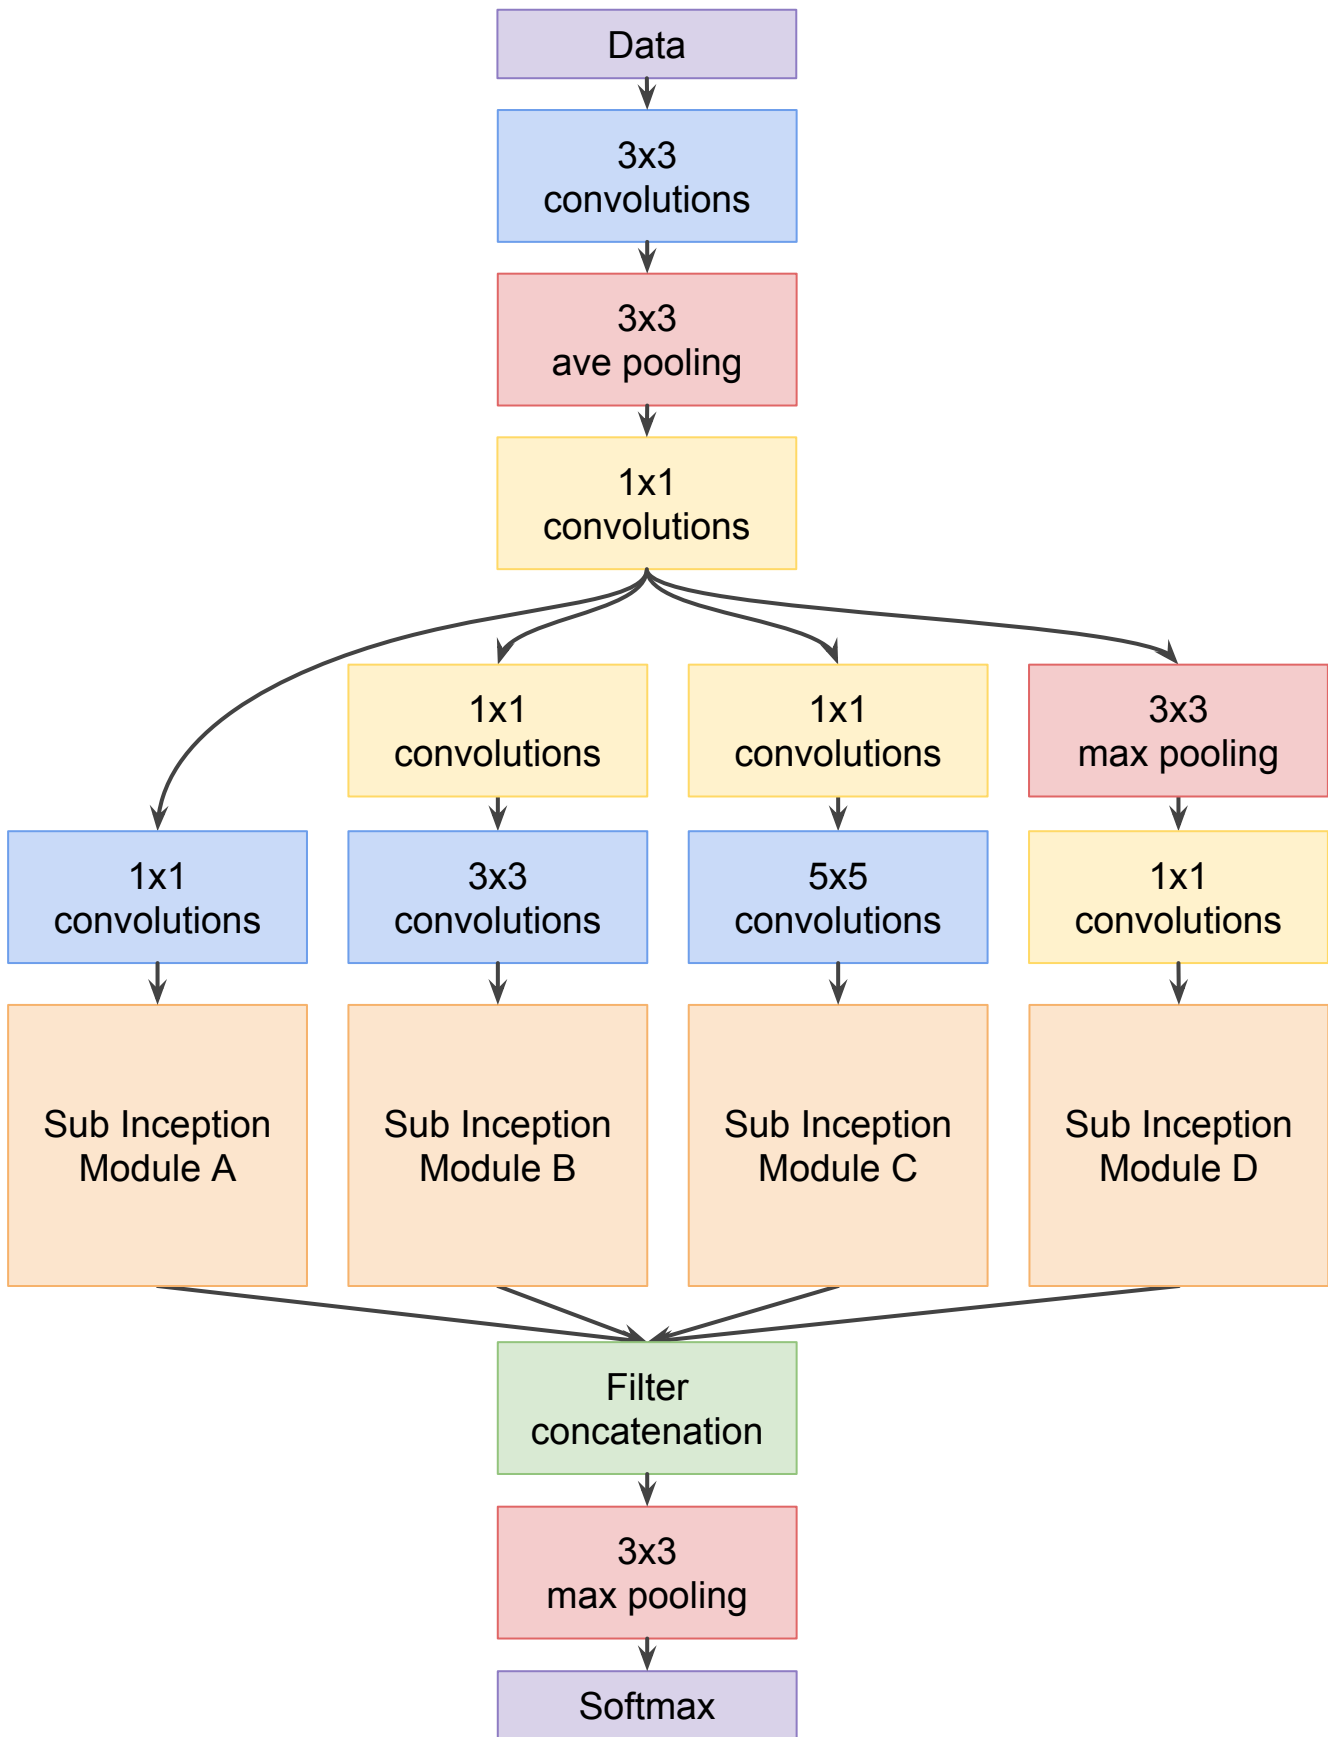 Data
3x3
convolutions
3x3
ave pooling
1x1
convolutions
1x1
convolutions
1x1
convolutions
3x3
max pooling
1x1
convolutions
3x3
convolutions
5x5
convolutions
1x1
convolutions
Sub Inception
Module A
Sub Inception
Module B
Sub Inception
Module C
Sub Inception
Module D
Filter
concatenation
3x3
max pooling
Softmax